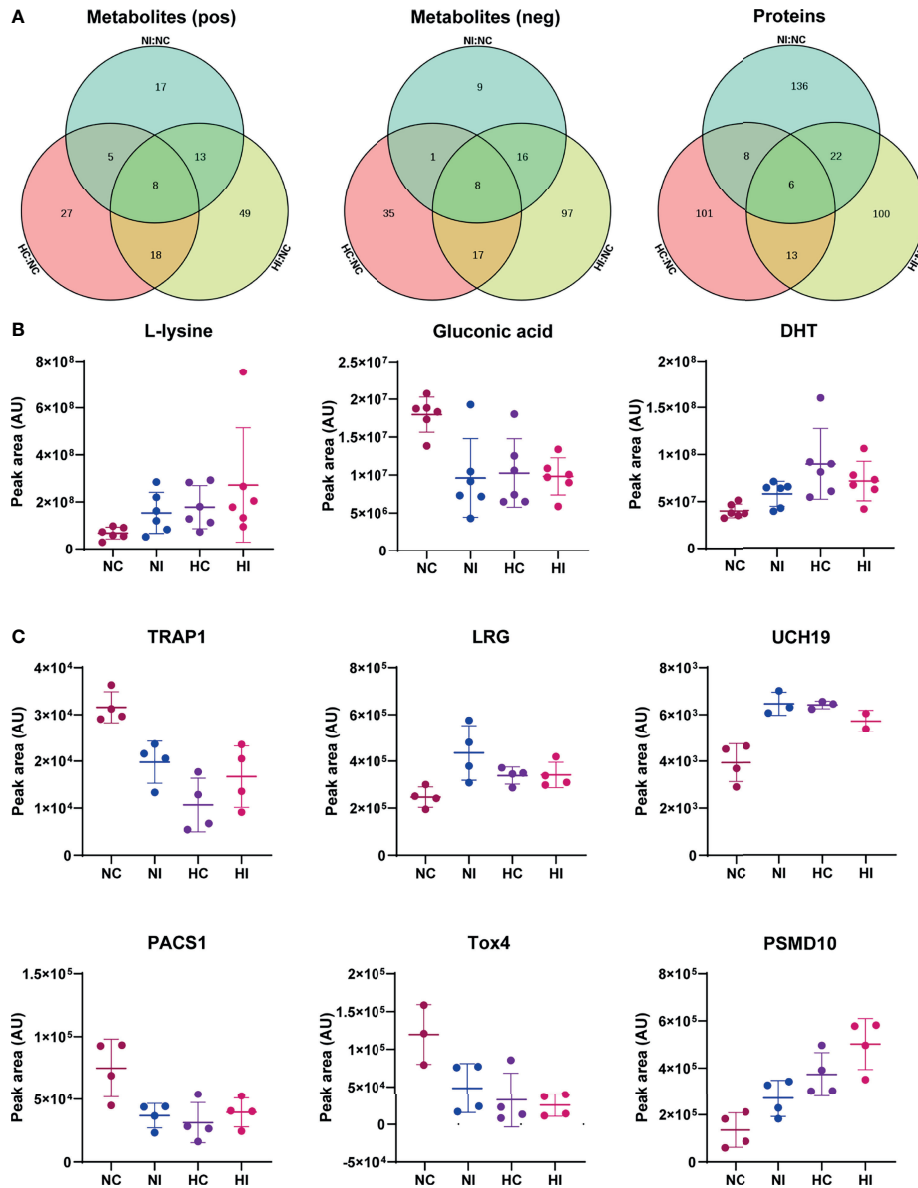 A
Metabolites (pos)
Metabolites (neg)
Proteins
NI:NC
NI:NC
NI:NC
17
9
136
5
13
1
16
8
22
8
8
6
27
49
35
97
101
100
18
17
13
HC:NC
HI:NC
HC:NC
HI:NC
HC:NC
HI:NC
B
L-lysine
Gluconic acid
DHT
Peak area (AU)
8×10⁸
6×10⁸
4×10⁸
2×10⁸
0
NC NI HC HI
Peak area (AU)
2.5×10⁷
2×10⁷
1.5×10⁷
1×10⁷
5×10⁶
0
NC NI HC HI
Peak area (AU)
2×10⁸
1×10⁸
1×10⁸
5×10⁷
0
NC NI HC HI
C
TRAP1
LRG
UCH19
Peak area (AU)
4×10⁴
3×10⁴
2×10⁴
1×10⁴
0
NC NI HC HI
Peak area (AU)
8×10⁵
6×10⁵
4×10⁵
2×10⁵
0
NC NI HC HI
Peak area (AU)
8×10³
6×10³
4×10³
2×10³
0
NC NI HC HI
PACS1
Tox4
PSMD10
Peak area (AU)
1.5×10⁵
1×10⁵
5×10⁴
0
NC NI HC HI
Peak area (AU)
2×10⁵
1×10⁵
1×10⁵
5×10⁴
0
-5×10⁴
NC NI HC HI
Peak area (AU)
8×10⁵
6×10⁵
4×10⁵
2×10⁵
0
NC NI HC HI